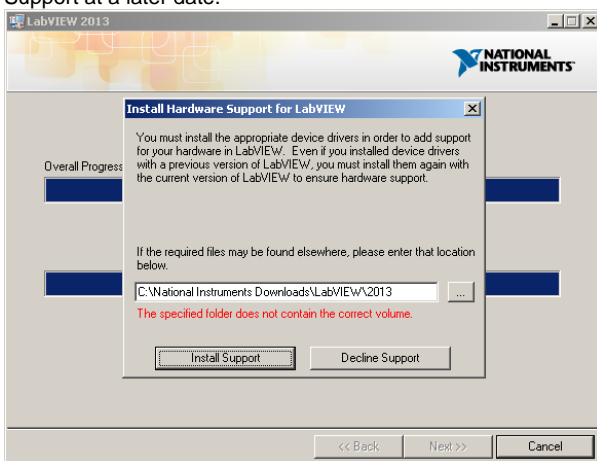 Support at a later date.
LabVIEW 2013
NATIONAL
INSTRUMENTS
Install Hardware Support for LabVIEW
You must install the appropriate device drivers in order to add support
for your hardware in LabVIEW. Even if you installed device drivers
with a previous version of LabVIEW, you must install them again with
the current version of LabVIEW to ensure hardware support.
Overall Progress
If the required files may be found elsewhere, please enter that location
below.
C:\National Instruments Downloads\LabVIEW\2013
...
The specified folder does not contain the correct volume.
Install Support
Decline Support
<< Back
Next >>
Cancel